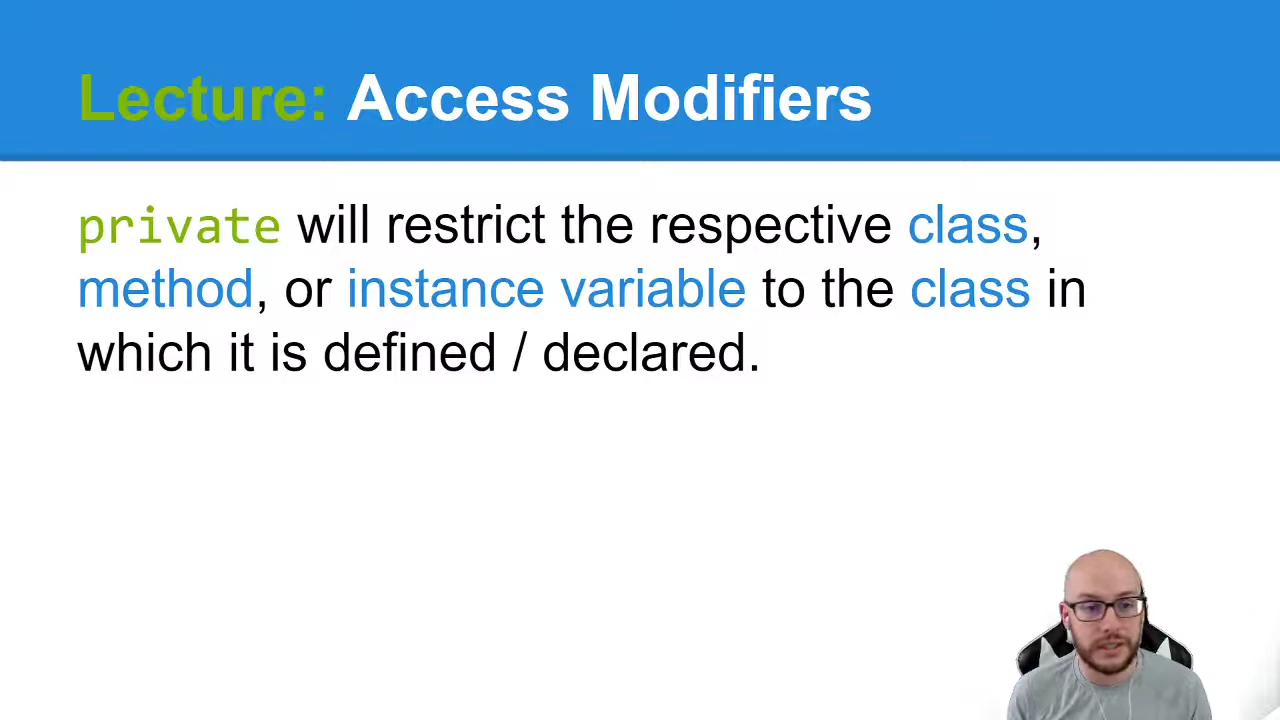 Lecture: Access Modifiers
private will restrict the respective class,
method, or instance variable to the class in
which it is defined / declared.